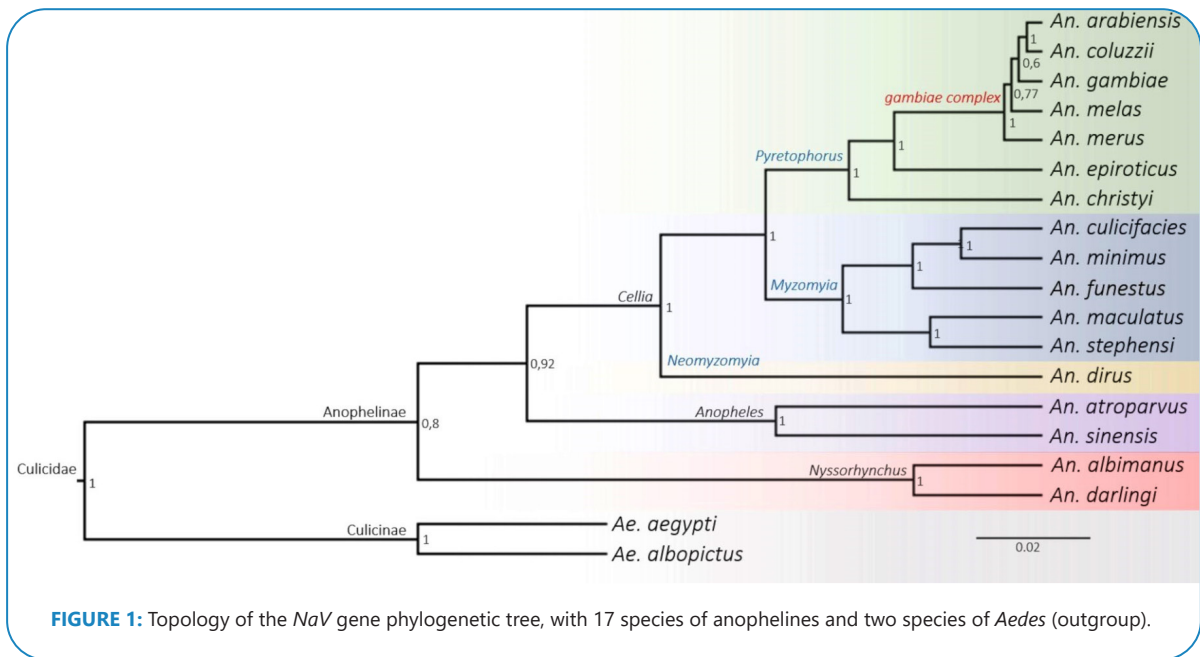 An. arabiensis
1
An. coluzzii
0,6
An. gambiae
0,77
gambiae complex
An. melas
1
An. merus
1
Pyretophorus
An. epiroticus
1
An. christyi
An. culicifacies
1
1
An. minimus
1
Myzomyia
An. funestus
1
Cellia
1
An. maculatus
1
An. stephensi
Neomyzomyia
0,92
An. dirus
Anophelinae
0,8
Anopheles
An. atroparvus
1
An. sinensis
Culicidae
1
Nyssorhynchus
An. albimanus
1
An. darlingi
Culicinae
Ae. aegypti
1
Ae. albopictus
0.02
FIGURE 1: Topology of the NaV gene phylogenetic tree, with 17 species of anophelines and two species of Aedes (outgroup).